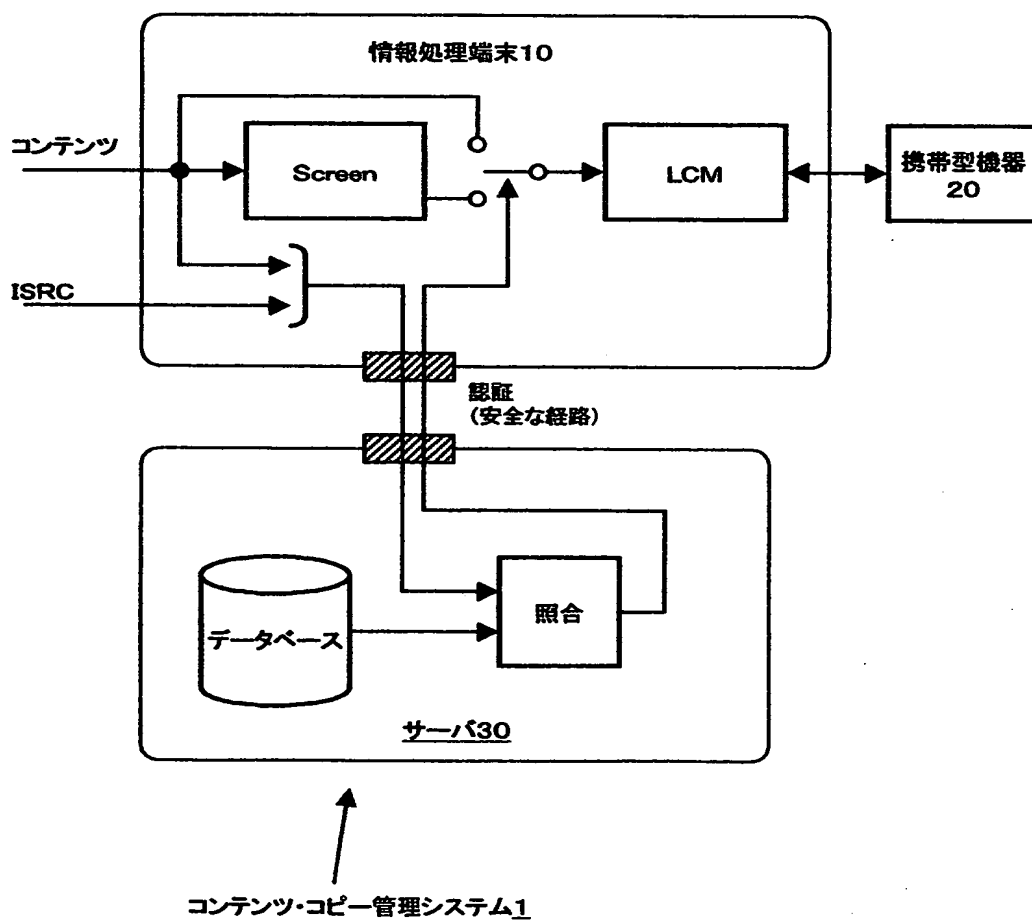 情報処理端末10
コンテンツ
Screen
LCM
携帯型機器
20
ISRC
認証
(安全な経路)
データベース
照合
サーバ30
コンテンツ・コピー管理システム1